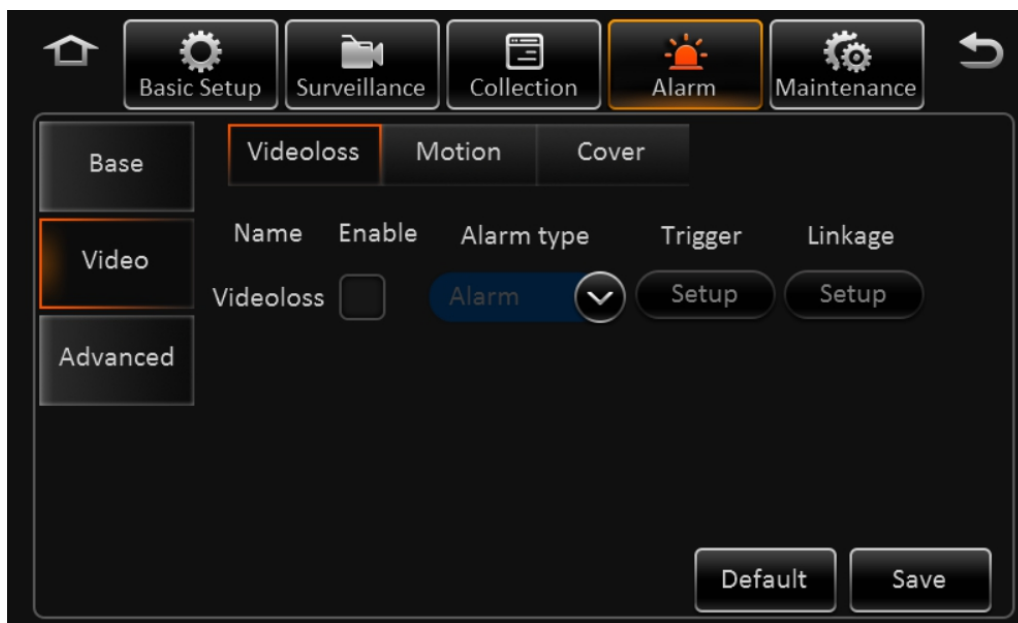 Basic Setup Surveillance Collection Alarm Maintenance
Base
Video
Advanced
Videoloss Motion Cover
Name Enable Alarm type Trigger Linkage
Videoloss Alarm Setup Setup
Default Save